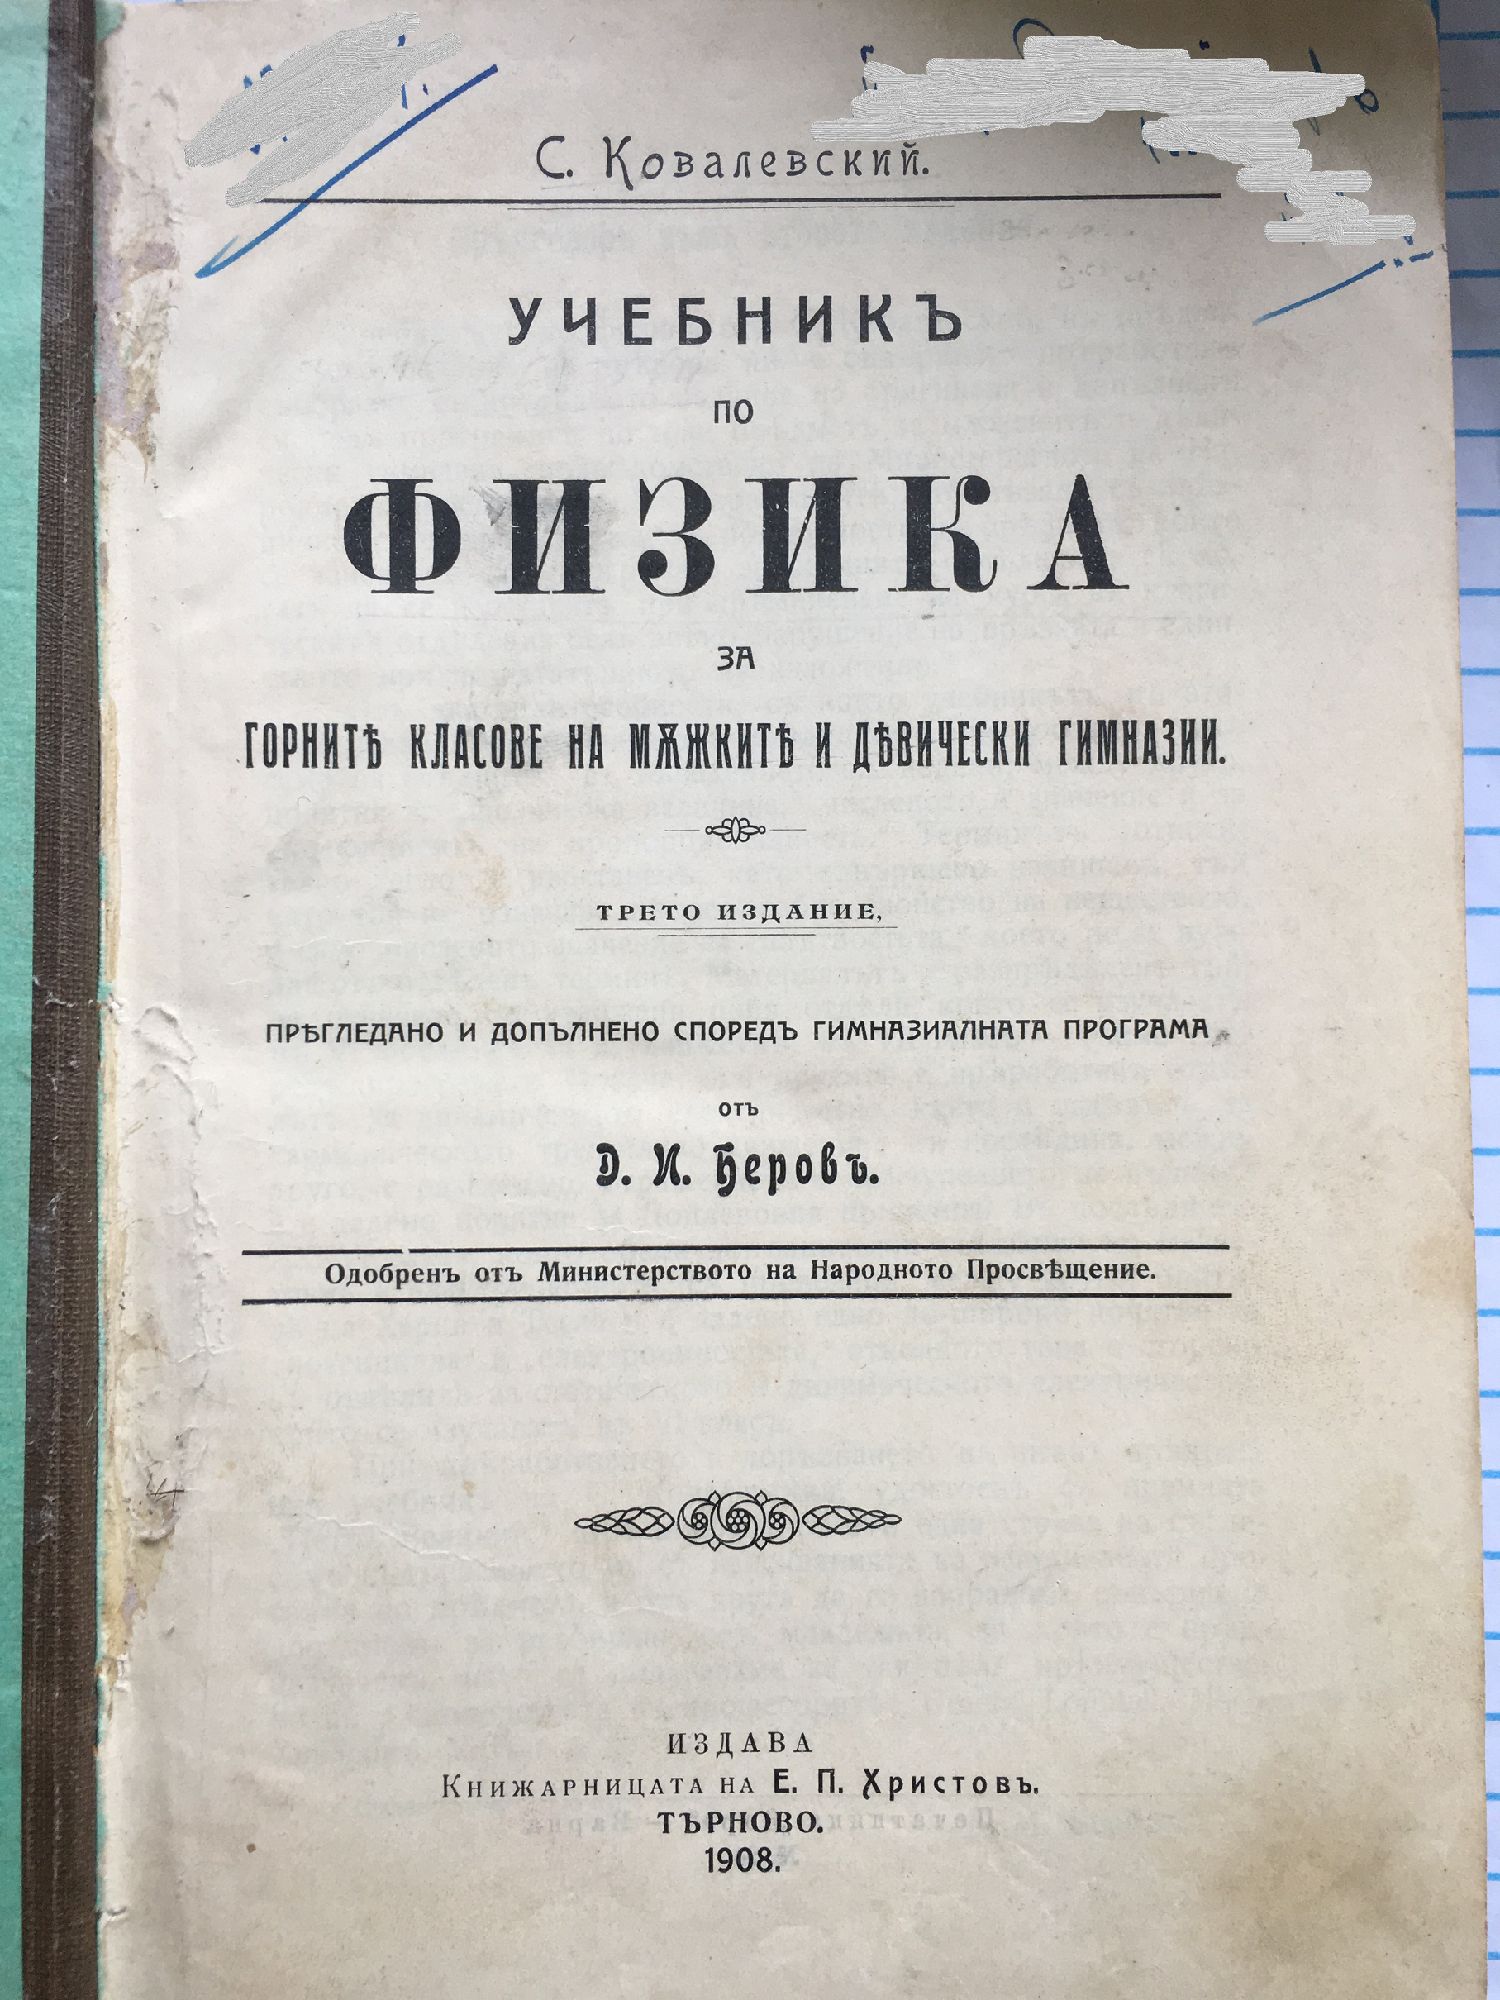 С. Ковалевский.
УЧЕБНИКЪ
ПО
ФИЗИКА
ЗА
ГОРНИТѢ КЛАСОВЕ НА МѪЖКИТѢ И ДѢВИЧЕСКИ ГИМНАЗИИ.
ТРЕТО ИЗДАНИЕ,
ПРѢГЛЕДАНО И ДОПЪЛНЕНО СПОРЕДЪ ГИМНАЗИАЛНАТА ПРОГРАМА
отъ
Д. И. Беровъ.
Одобренъ отъ Министерството на Народното Просвѣщение.
ИЗДАВА
Книжарницата на Е. П. Христовъ.
ТЪРНОВО.
1908.